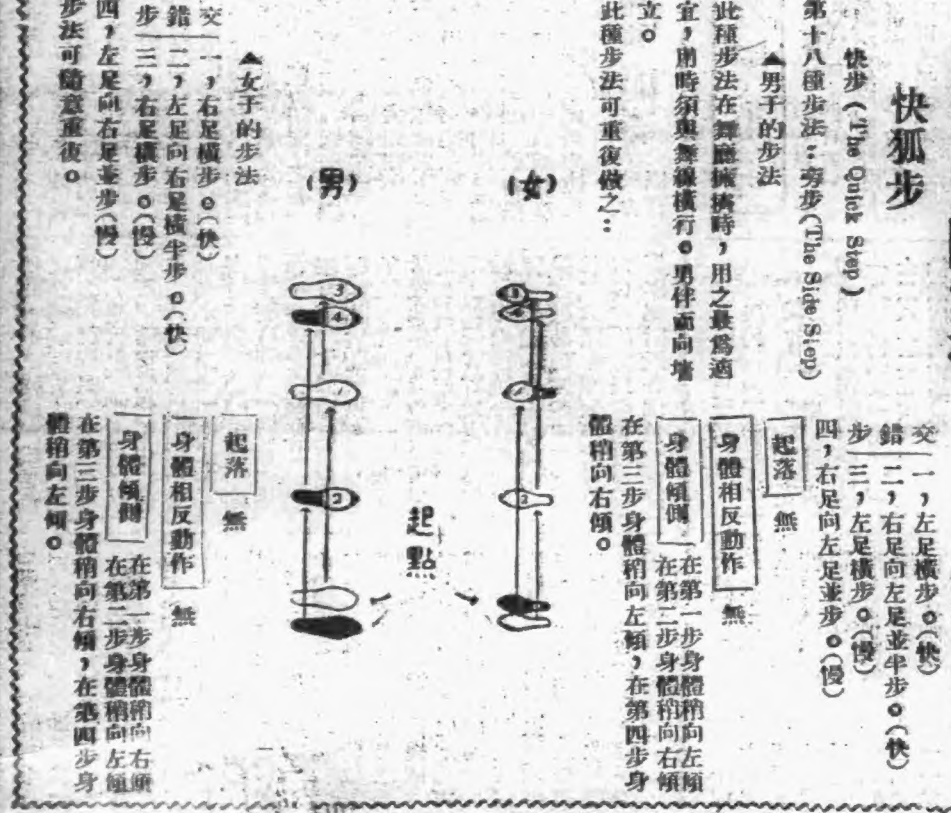 快狐步
快步(The Quick Step)
第十八種步法:旁步(The Side Step)
▲男子的步法
此種步法在舞廳擁擠時,用之最爲適
宜,用時須與舞線橫行。男伴面向墻
立。
此種步法可重復做之:
交錯步
一,左足橫步。(快)
二,右足向左足並半步。(快)
三,左足橫步。(慢)
四,右足向左足並步。(慢)
起落 無
身體相反動作 無
身體傾側 在第一步身體稍向左傾
在第二步身體稍向右傾
在第三步身體稍向左傾,在第四步身
體稍向右傾。
(女)
2
起點
(男)
3
4
1
2
▲女子的步法
交錯步
一,右足橫步。(快)
二,左足向右足橫半步。(快)
三,右足橫步。(慢)
四,左足向右足並步(慢)
步法可隨意重復。
起落 無
身體相反動作 無
身體傾側 在第一步身體稍向右傾
在第二步身體稍向左傾
在第三步身體稍向右傾,在第四步身
體稍向左傾。